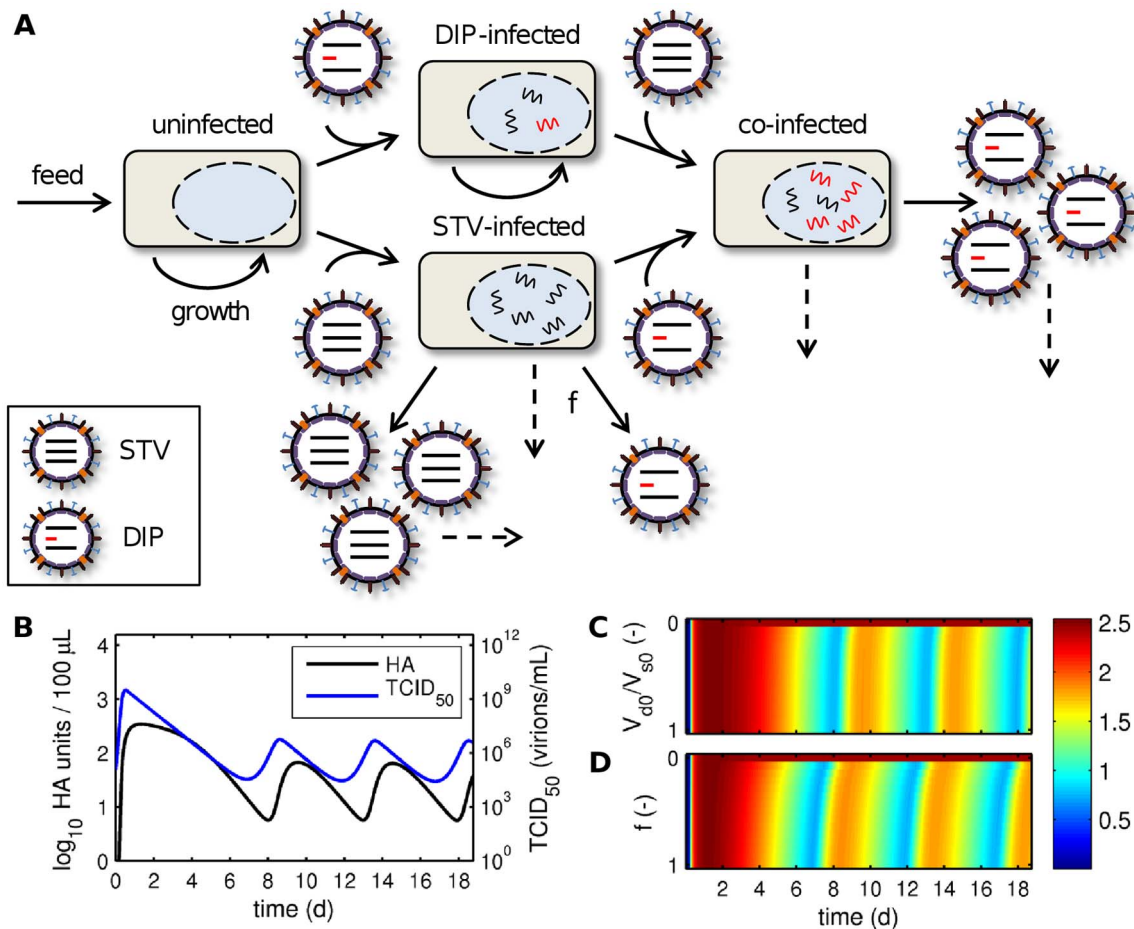 A
DIP-infected
uninfected
co-infected
feed
STV-infected
growth
f
STV
DIP
B
HA
TCID50
log10 HA units / 100 µL
4
3
2
1
0
TCID50 (virions/mL)
10^12
10^9
10^6
10^3
10^0
0 2 4 6 8 10 12 14 16 18
time (d)
C
Vd0/Vs0 (-)
0
1
D
f (-)
0
1
2 4 6 8 10 12 14 16 18
time (d)
2.5
2
1.5
1
0.5